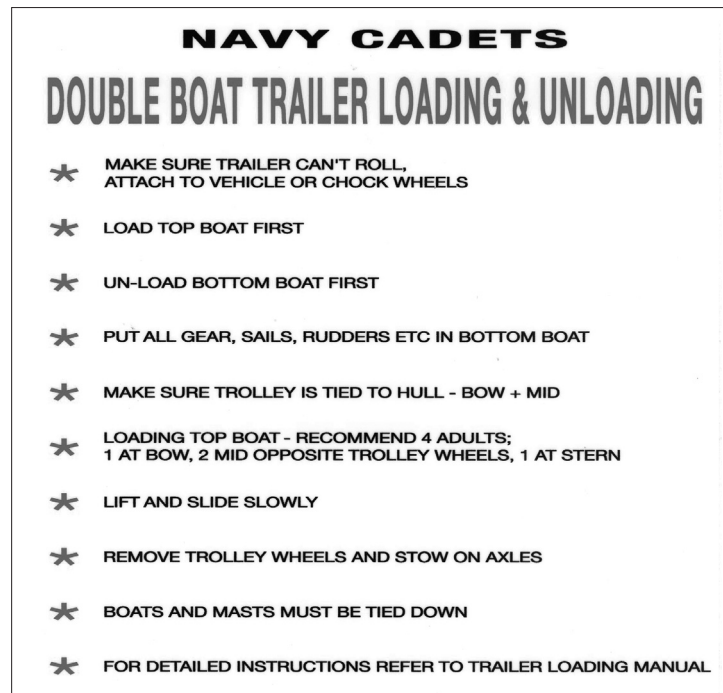 NAVY CADETS
DOUBLE BOAT TRAILER LOADING & UNLOADING
* MAKE SURE TRAILER CAN'T ROLL,
ATTACH TO VEHICLE OR CHOCK WHEELS
* LOAD TOP BOAT FIRST
* UN-LOAD BOTTOM BOAT FIRST
* PUT ALL GEAR, SAILS, RUDDERS ETC IN BOTTOM BOAT
* MAKE SURE TROLLEY IS TIED TO HULL - BOW + MID
* LOADING TOP BOAT - RECOMMEND 4 ADULTS;
1 AT BOW, 2 MID OPPOSITE TROLLEY WHEELS, 1 AT STERN
* LIFT AND SLIDE SLOWLY
* REMOVE TROLLEY WHEELS AND STOW ON AXLES
* BOATS AND MASTS MUST BE TIED DOWN
* FOR DETAILED INSTRUCTIONS REFER TO TRAILER LOADING MANUAL